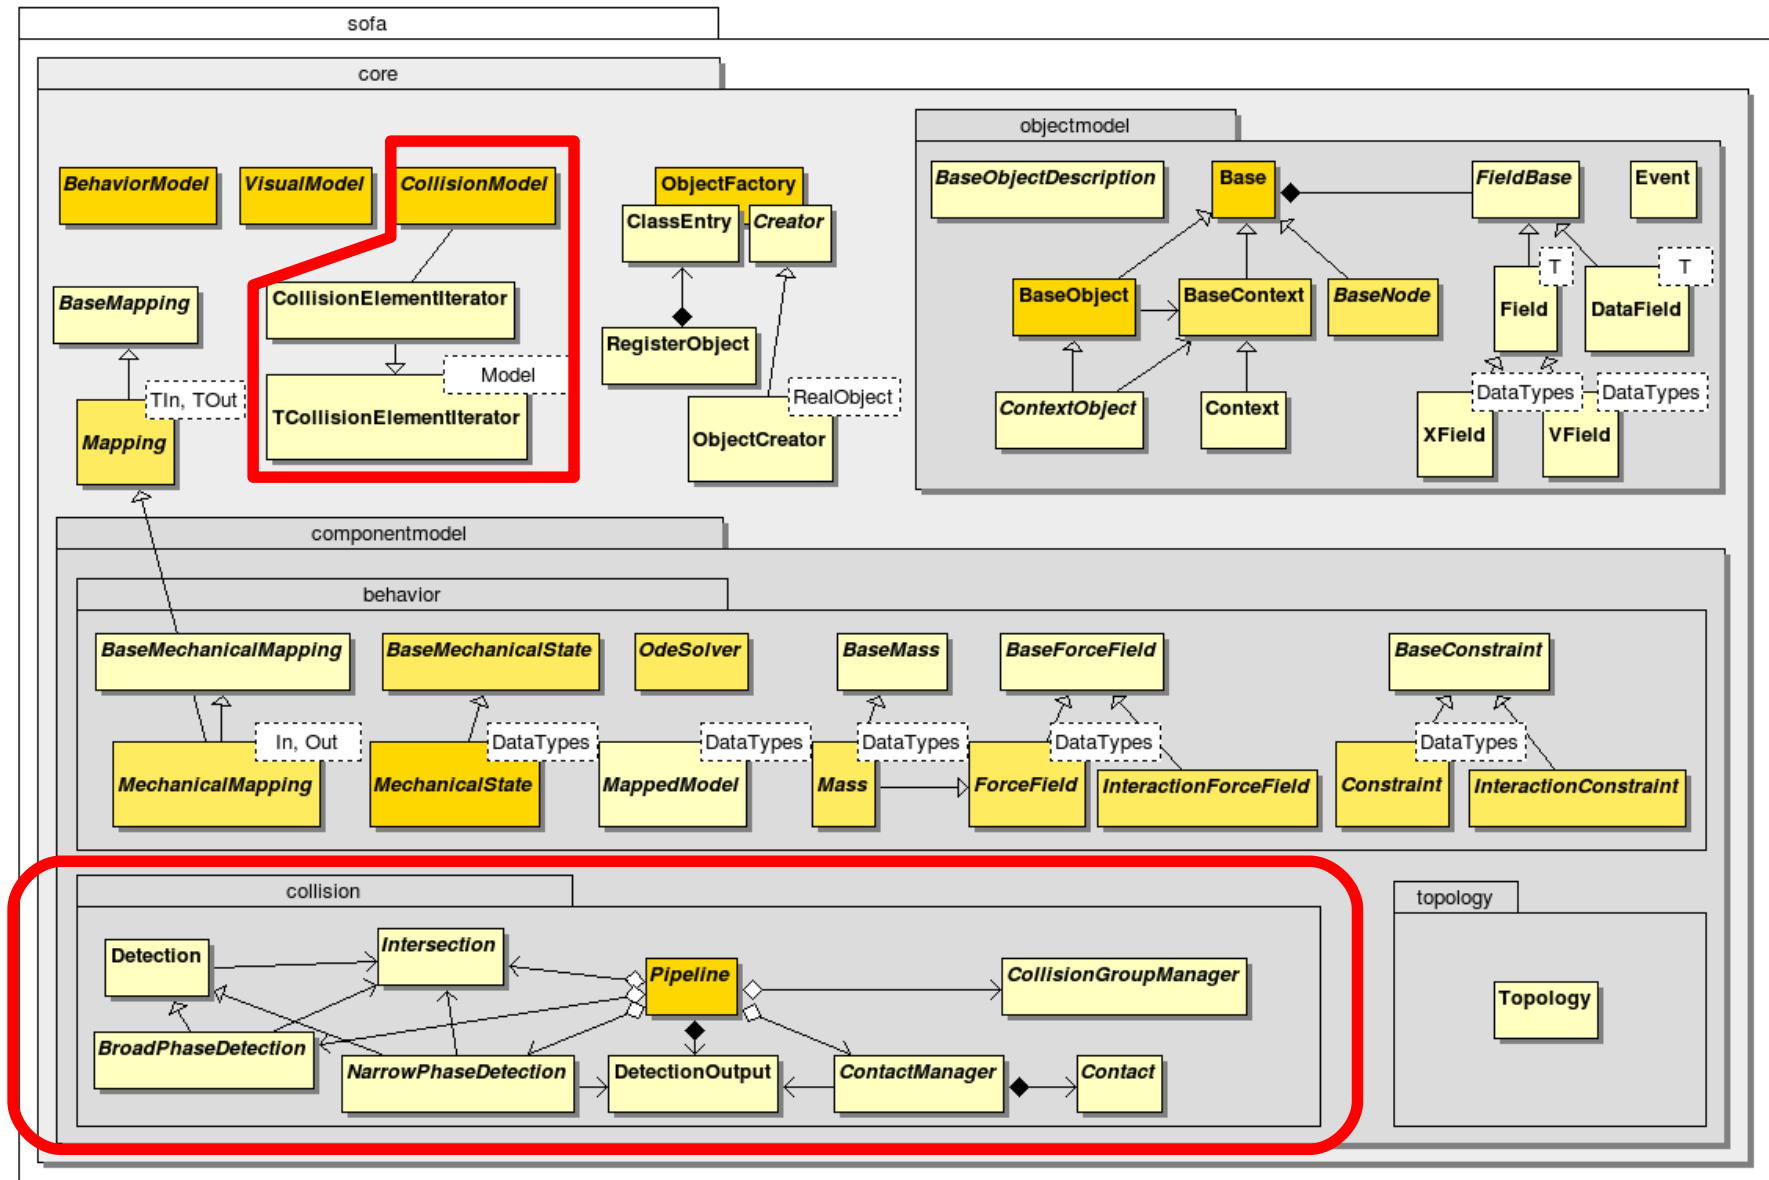 sofa
core
objectmodel
BehaviorModel
VisualModel
CollisionModel
ObjectFactory
ClassEntry
Creator
BaseObjectDescription
Base
FieldBase
Event
BaseMapping
CollisionElementIterator
RegisterObject
BaseObject
BaseContext
BaseNode
T
Field
T
DataField
TIn, TOut
Mapping
Model
TCollisionElementIterator
RealObject
ObjectCreator
ContextObject
Context
DataTypes
XField
DataTypes
VField
componentmodel
behavior
BaseMechanicalMapping
BaseMechanicalState
OdeSolver
BaseMass
BaseForceField
BaseConstraint
In, Out
DataTypes
DataTypes
DataTypes
DataTypes
DataTypes
MechanicalMapping
MechanicalState
MappedModel
Mass
ForceField
InteractionForceField
Constraint
InteractionConstraint
collision
topology
Detection
Intersection
Pipeline
CollisionGroupManager
Topology
BroadPhaseDetection
NarrowPhaseDetection
DetectionOutput
ContactManager
Contact